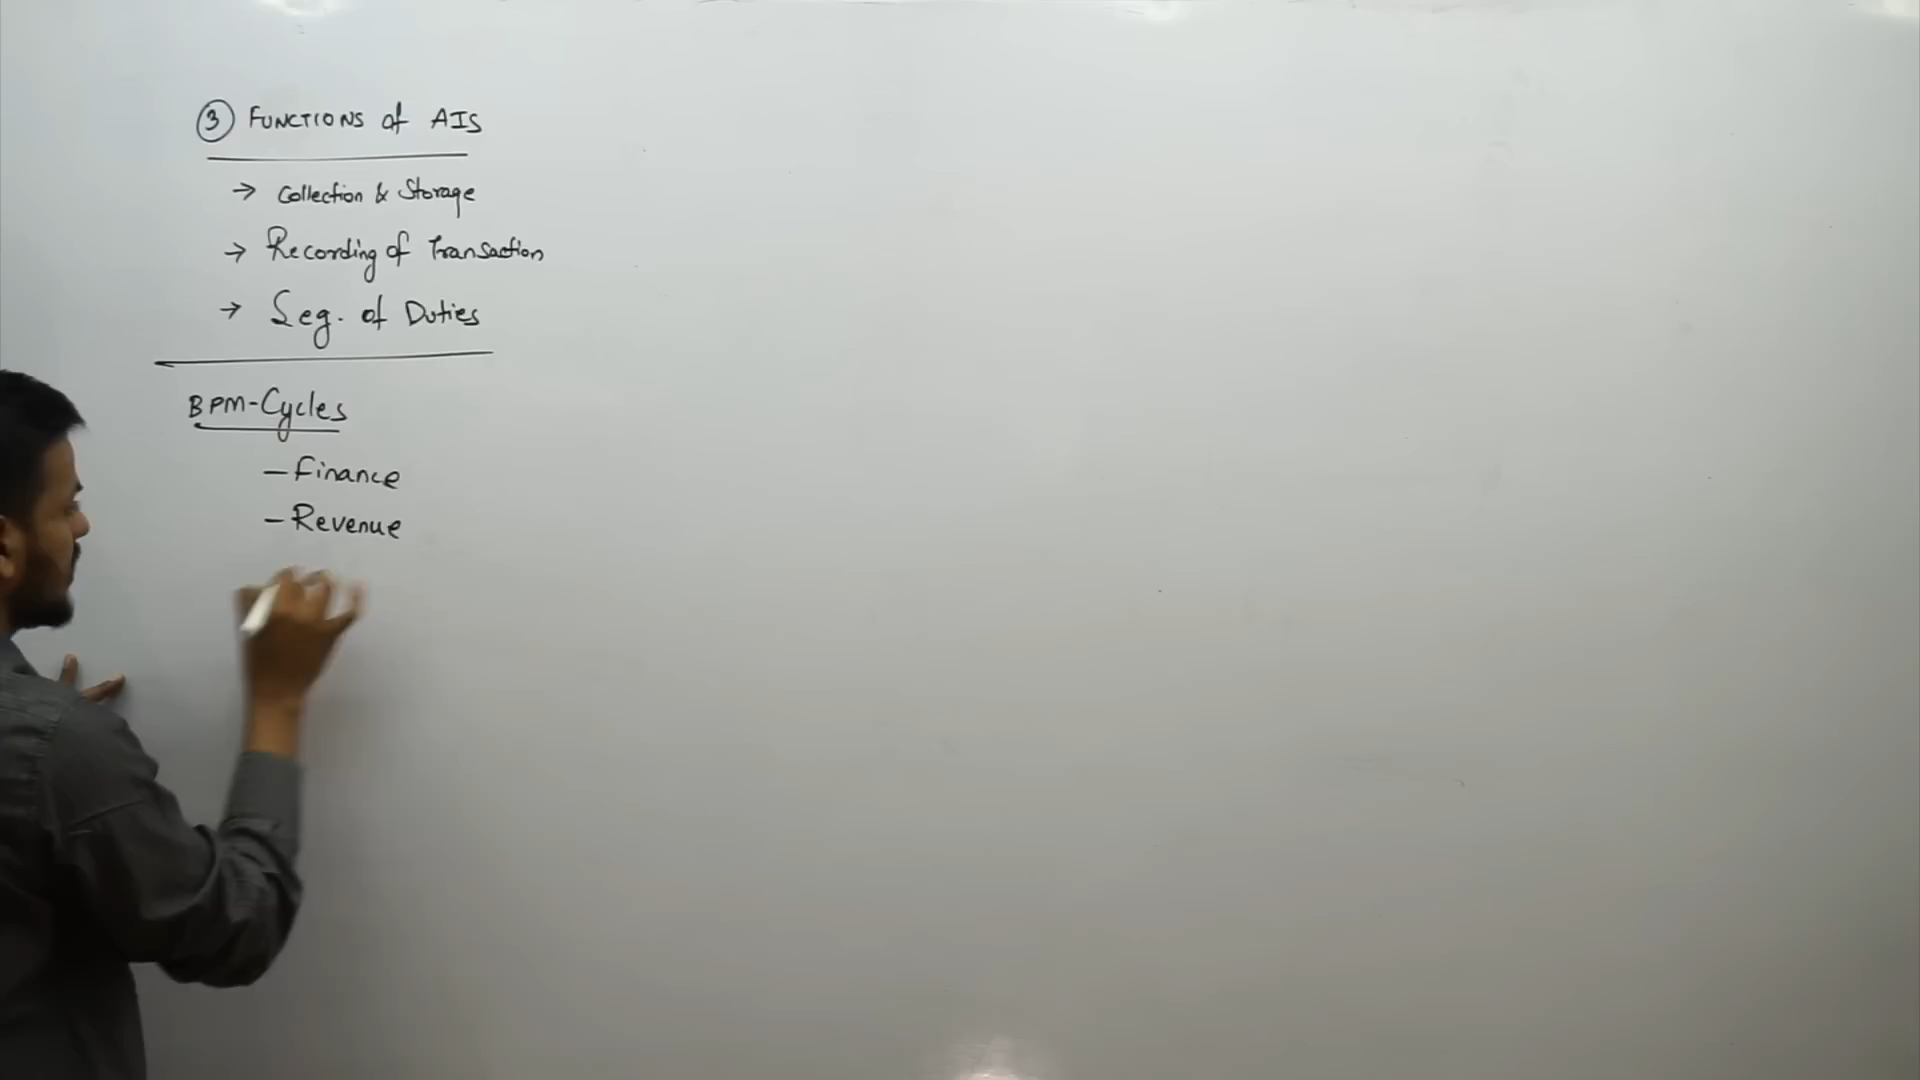 3 FUNCTIONS of AIS
→ Collection & Storage
→ Recording of Transaction
→ Seg. of Duties
BPM-Cycles
- Finance
- Revenue